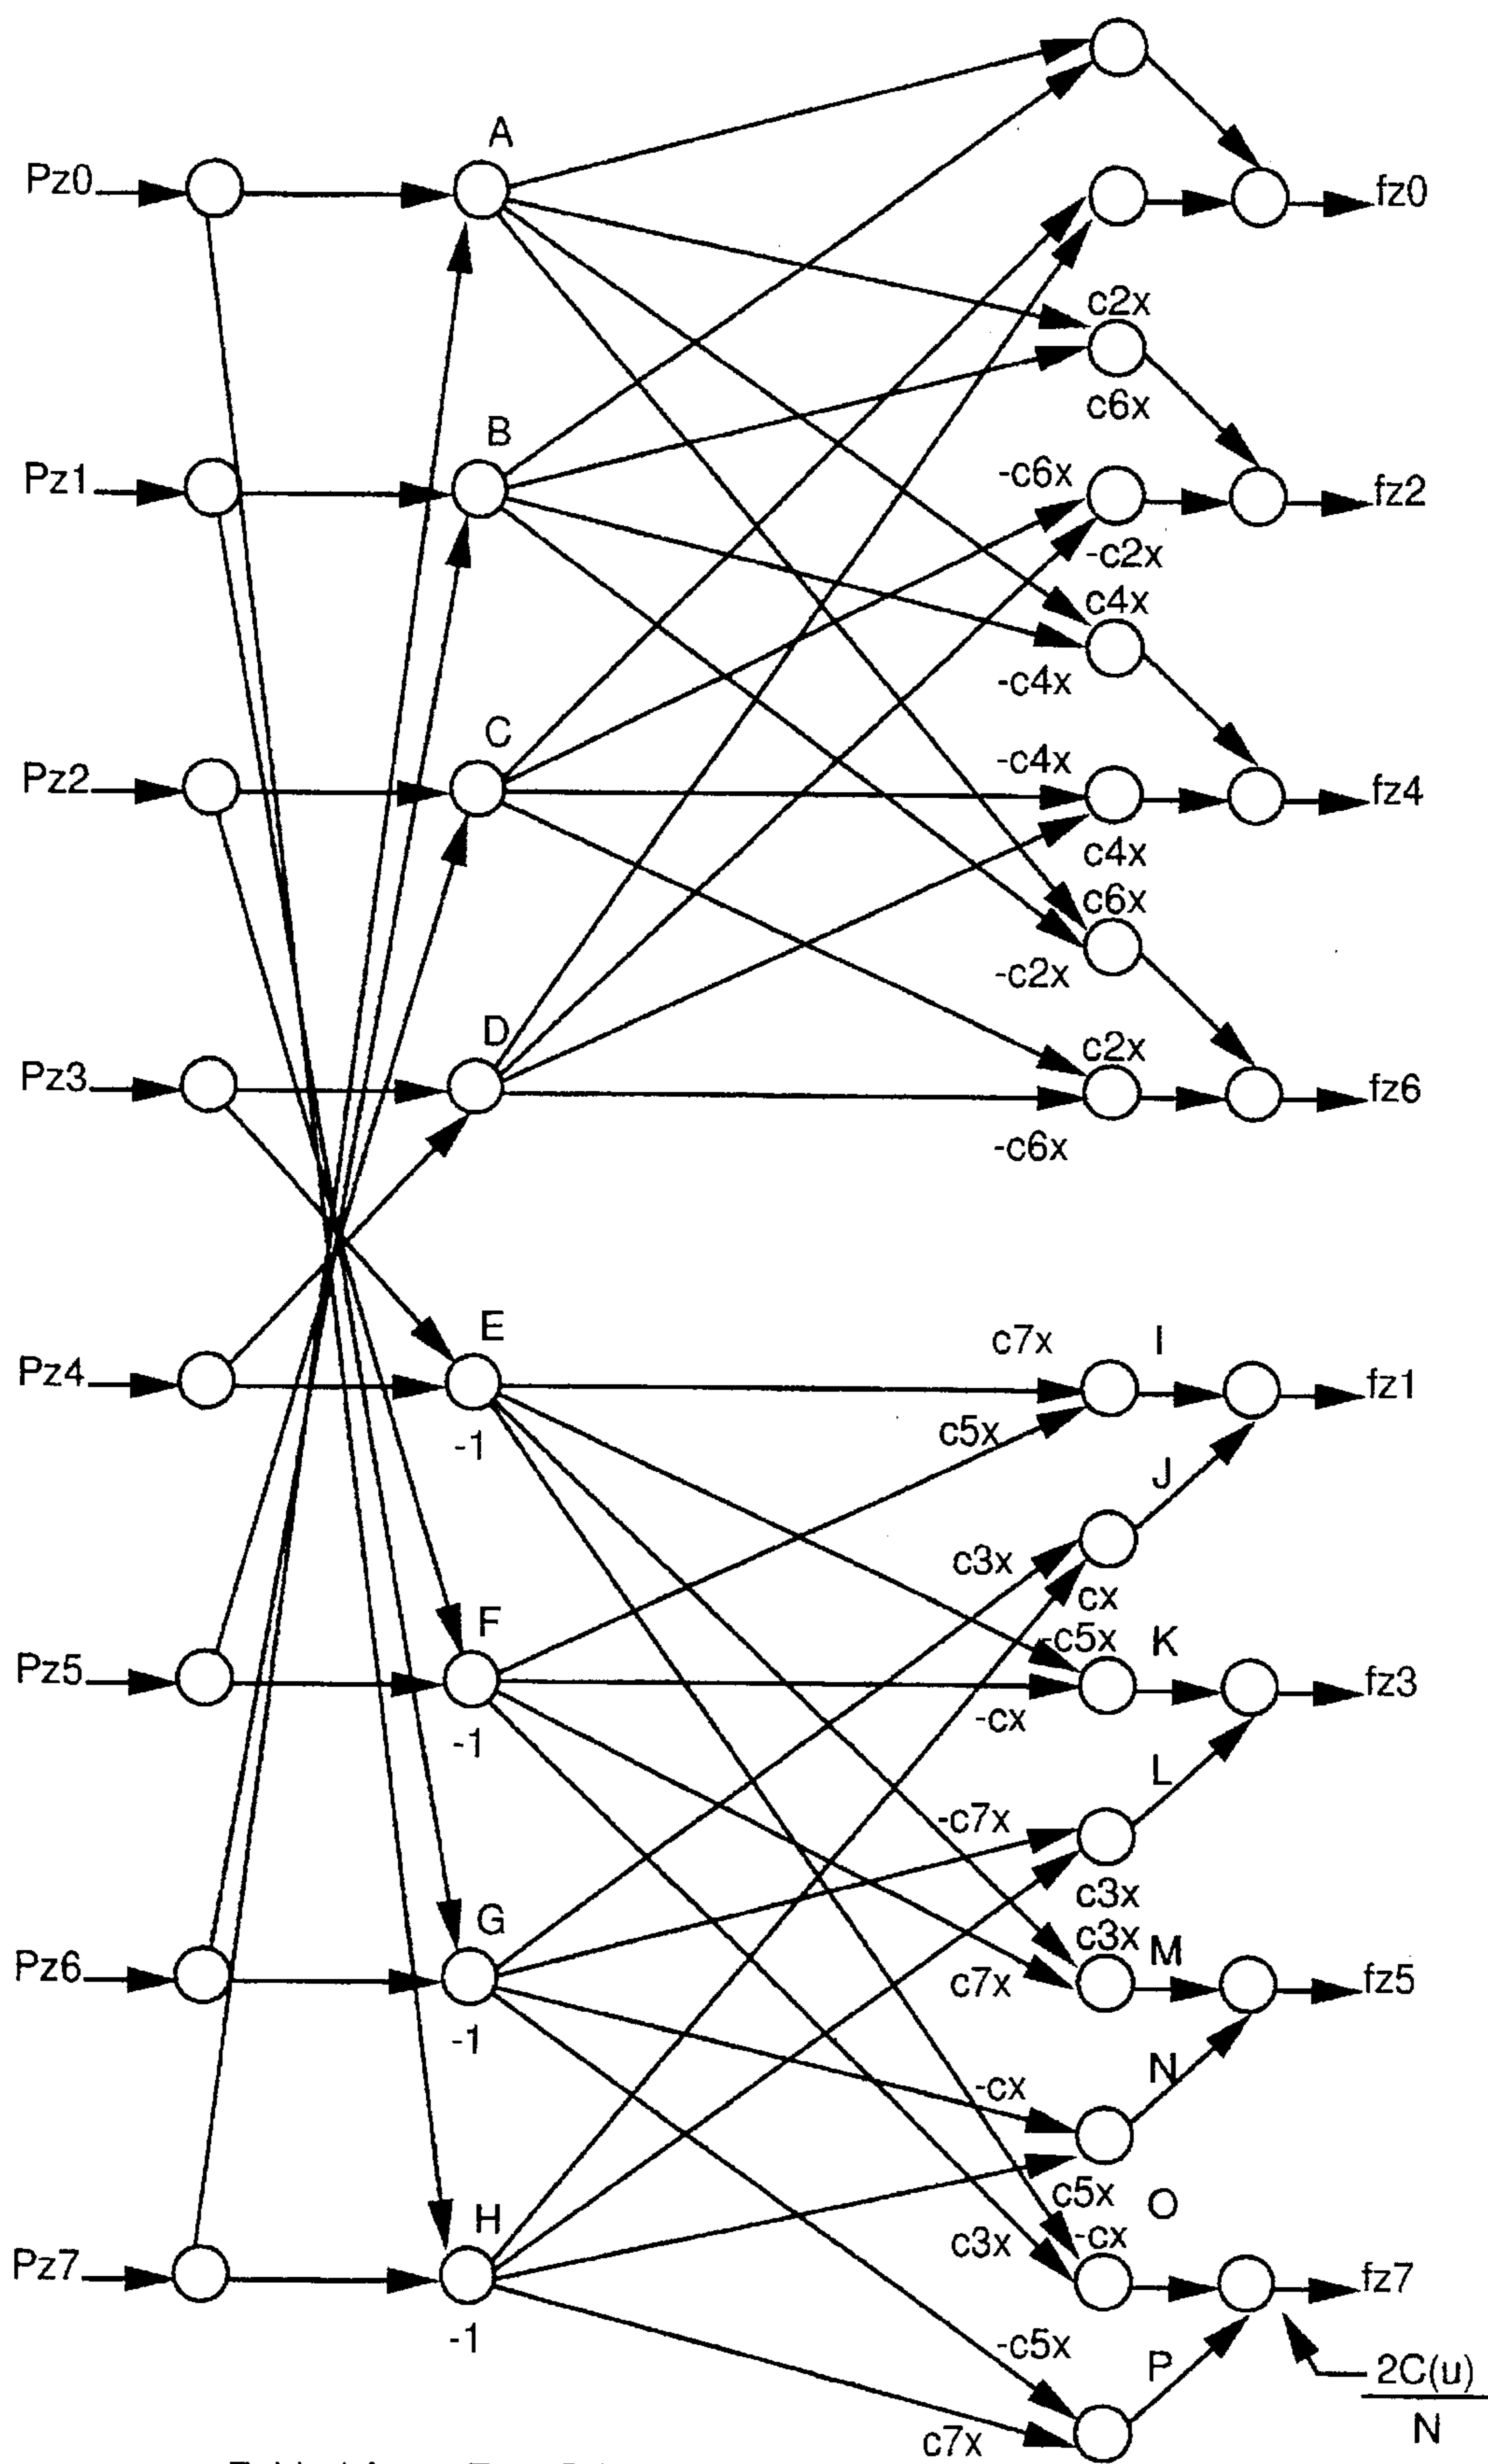 A
Pz0
fz0
c2x
c6x
B
Pz1
-c6x
fz2
-c2x
c4x
-c4x
C
Pz2
-c4x
fz4
c4x
c6x
-c2x
D
c2x
Pz3
fz6
-c6x
E
c7x
I
Pz4
fz1
c5x
-1
J
c3x
cx
F
-c5x
K
Pz5
fz3
-cx
-1
L
-c7x
c3x
G
c3x
M
Pz6
c7x
fz5
-1
N
-cx
c5x
O
H
c3x
-cx
Pz7
fz7
-1
-c5x
P
2C(u)
N
c7x